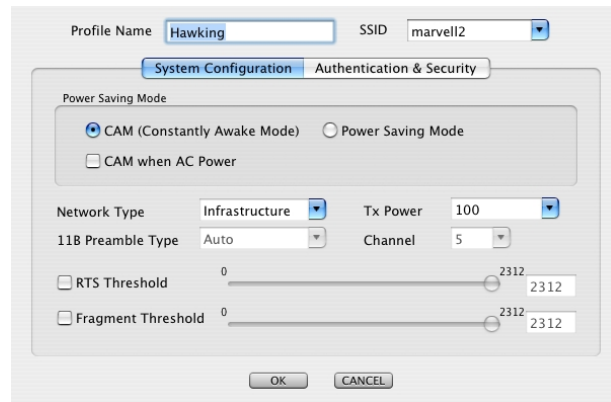 Profile Name Hawking SSID marvell2
System Configuration Authentication & Security
Power Saving Mode
CAM (Constantly Awake Mode) Power Saving Mode
CAM when AC Power
Network Type Infrastructure Tx Power 100
11B Preamble Type Auto Channel 5
RTS Threshold 0 2312 2312
Fragment Threshold 0 2312 2312
OK CANCEL